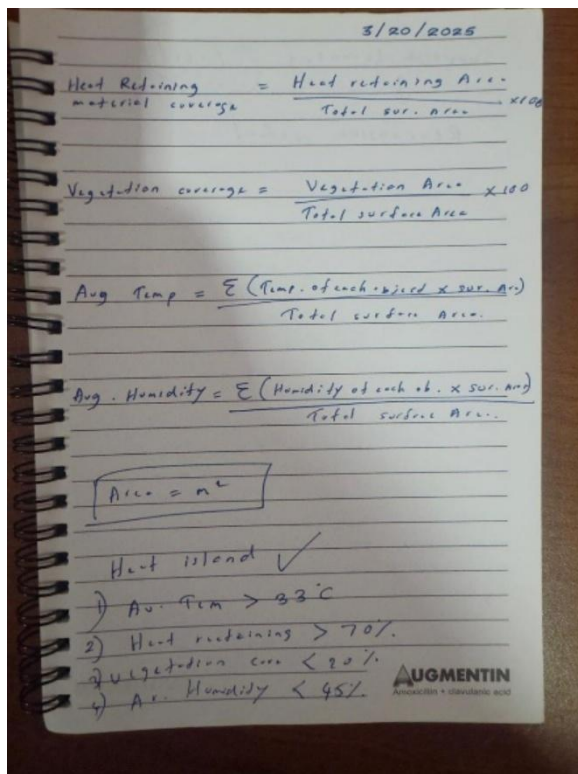 3/20/2025
Heat Retaining material coverage = Heat retaining Area / Total sur. Area x100
Vegetation coverage = Vegetation Area / Total surface Area x 100
Avg Temp = Σ (Temp. of each object x sur. Are) / Total surface Area.
Avg. Humidity = Σ (Humidity of each ob. x sur. Are) / Total surface Area.
Area = m²
Heat island ✓
1) Av. Tem > 33°C
2) Heat reataining > 70%.
3) vegetation cove < 20%.
4) Av. Humidity < 45%.
AUGMENTIN
Amoxicillin • clavulanic acid